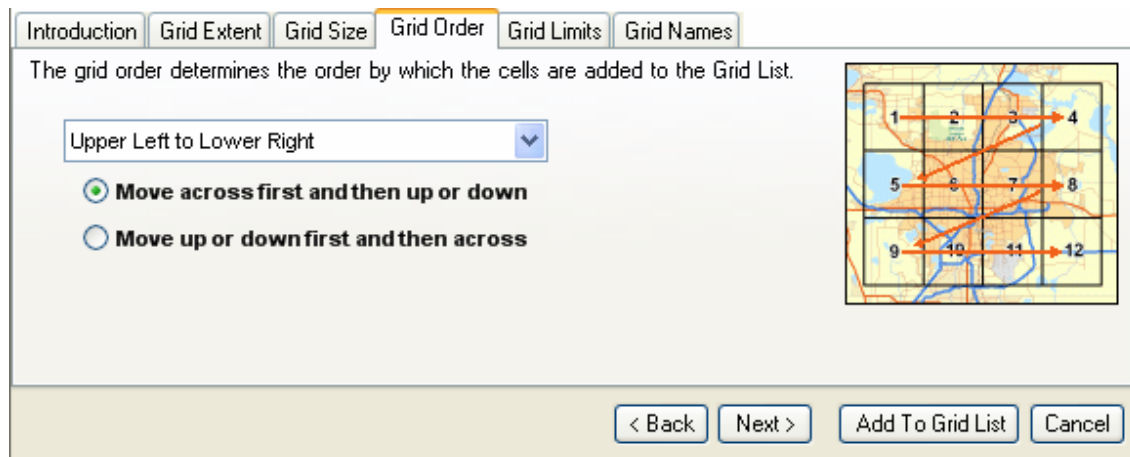 Introduction Grid Extent Grid Size Grid Order Grid Limits Grid Names
The grid order determines the order by which the cells are added to the Grid List.
Upper Left to Lower Right
Move across first and then up or down
Move up or down first and then across
1 2 3 4
5 6 7 8
9 10 11 12
< Back Next > Add To Grid List Cancel